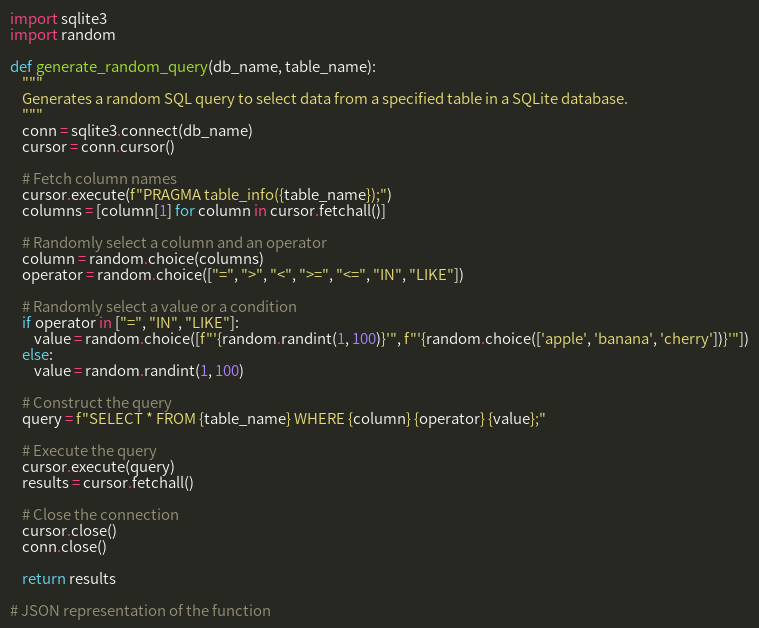 import sqlite3
import random

def generate_random_query(db_name, table_name):
    """
    Generates a random SQL query to select data from a specified table in a SQLite database.
    """
    conn = sqlite3.connect(db_name)
    cursor = conn.cursor()

    # Fetch column names
    cursor.execute(f"PRAGMA table_info({table_name});")
    columns = [column[1] for column in cursor.fetchall()]

    # Randomly select a column and an operator
    column = random.choice(columns)
    operator = random.choice(["=", ">", "<", ">=", "<=", "IN", "LIKE"])

    # Randomly select a value or a condition
    if operator in ["=", "IN", "LIKE"]:
        value = random.choice([f"'{random.randint(1, 100)}'", f"'{random.choice(['apple', 'banana', 'cherry'])}'"])
    else:
        value = random.randint(1, 100)

    # Construct the query
    query = f"SELECT * FROM {table_name} WHERE {column} {operator} {value};"

    # Execute the query
    cursor.execute(query)
    results = cursor.fetchall()

    # Close the connection
    cursor.close()
    conn.close()

    return results

# JSON representation of the function